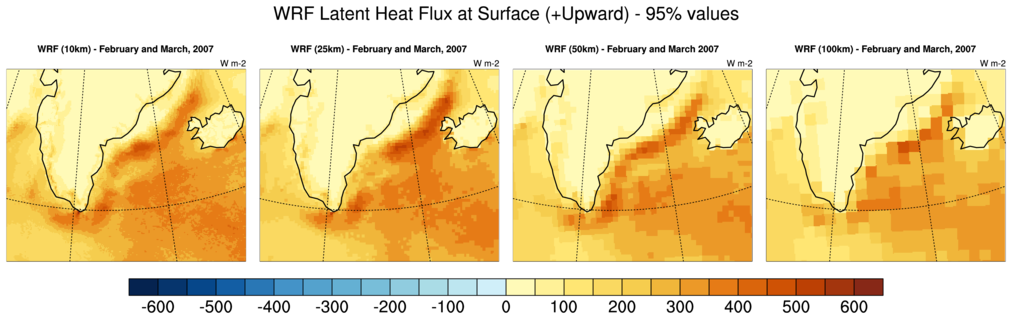 WRF Latent Heat Flux at Surface (+Upward) - 95% values
WRF (10km) - February and March, 2007
W m-2
WRF (25km) - February and March, 2007
W m-2
WRF (50km) - February and March, 2007
W m-2
WRF (100km) - February and March, 2007
W m-2
-600 -500 -400 -300 -200 -100 0 100 200 300 400 500 600